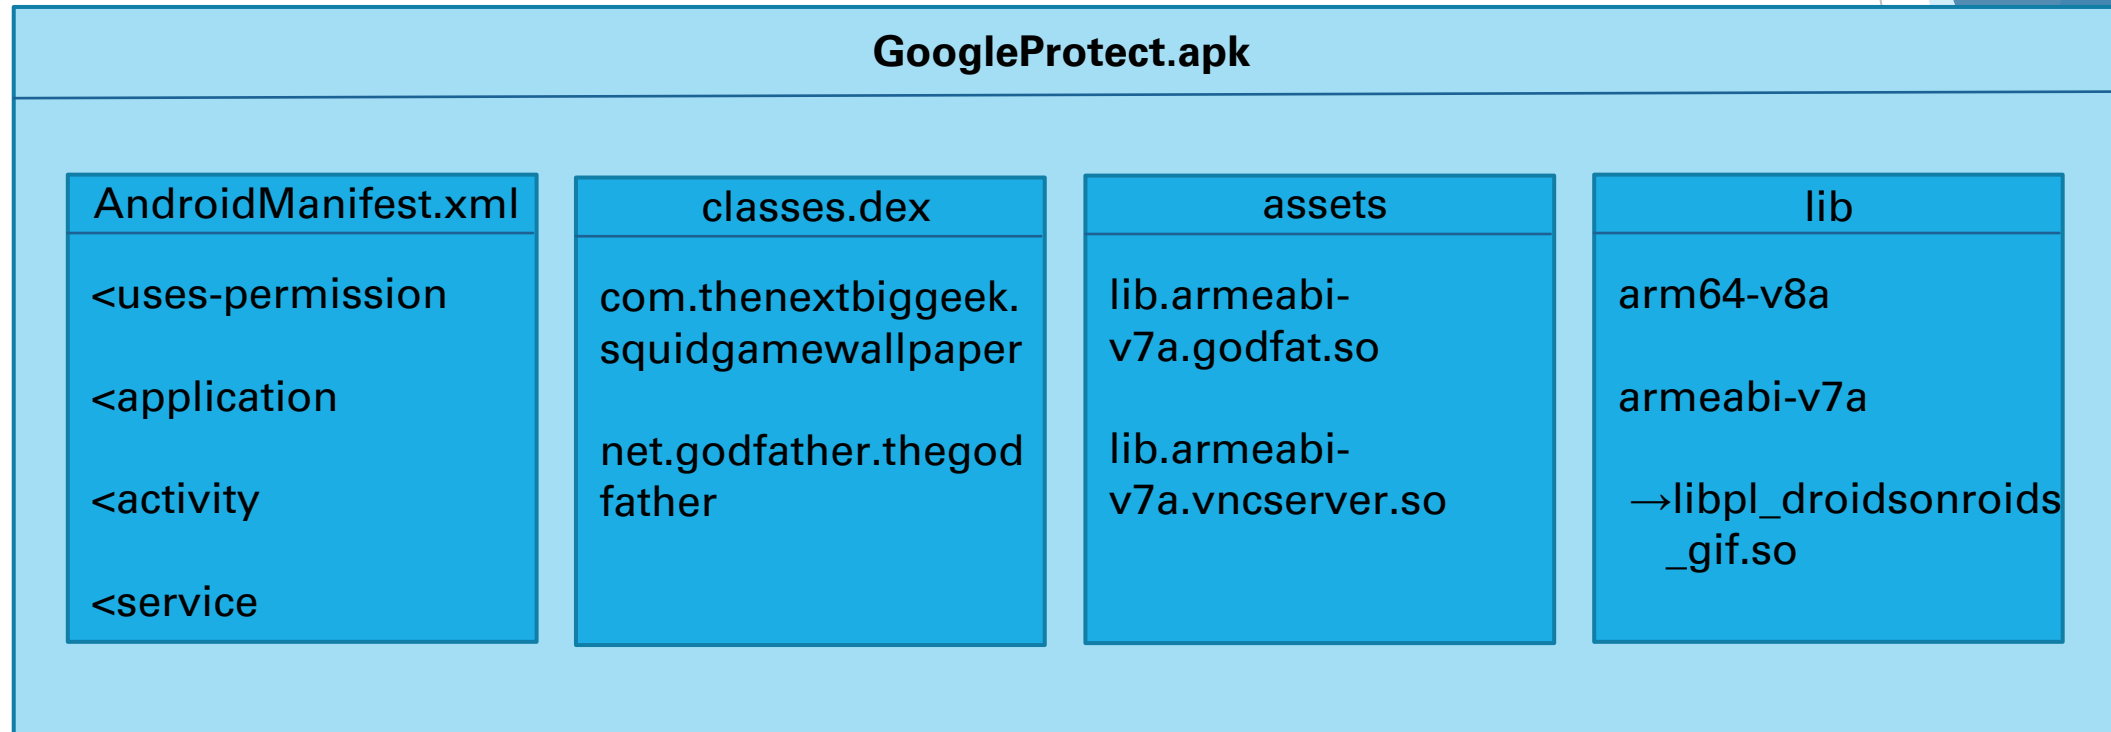 GoogleProtect.apk
AndroidManifest.xml
<uses-permission
<application
<activity
<service
classes.dex
com.thenextbiggeek.
squidgamewallpaper
net.godfather.thegod
father
assets
lib.armeabi-
v7a.godfat.so
lib.armeabi-
v7a.vncserver.so
lib
arm64-v8a
armeabi-v7a
→libpl_droidsonroids
_gif.so